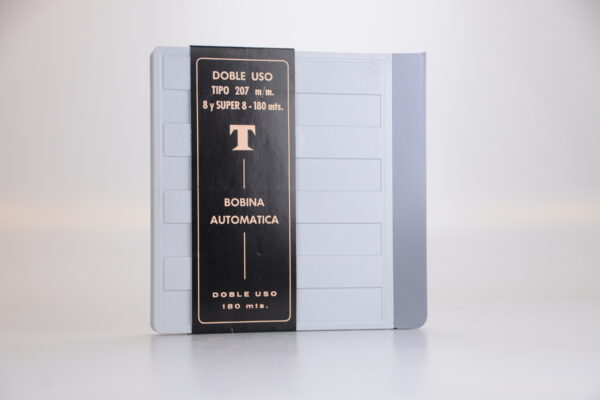 DOBLE USO
TIPO 207 m/m.
8 y SUPER 8 - 180 mts.
T
BOBINA
AUTOMATICA
DOBLE USO
180 mts.